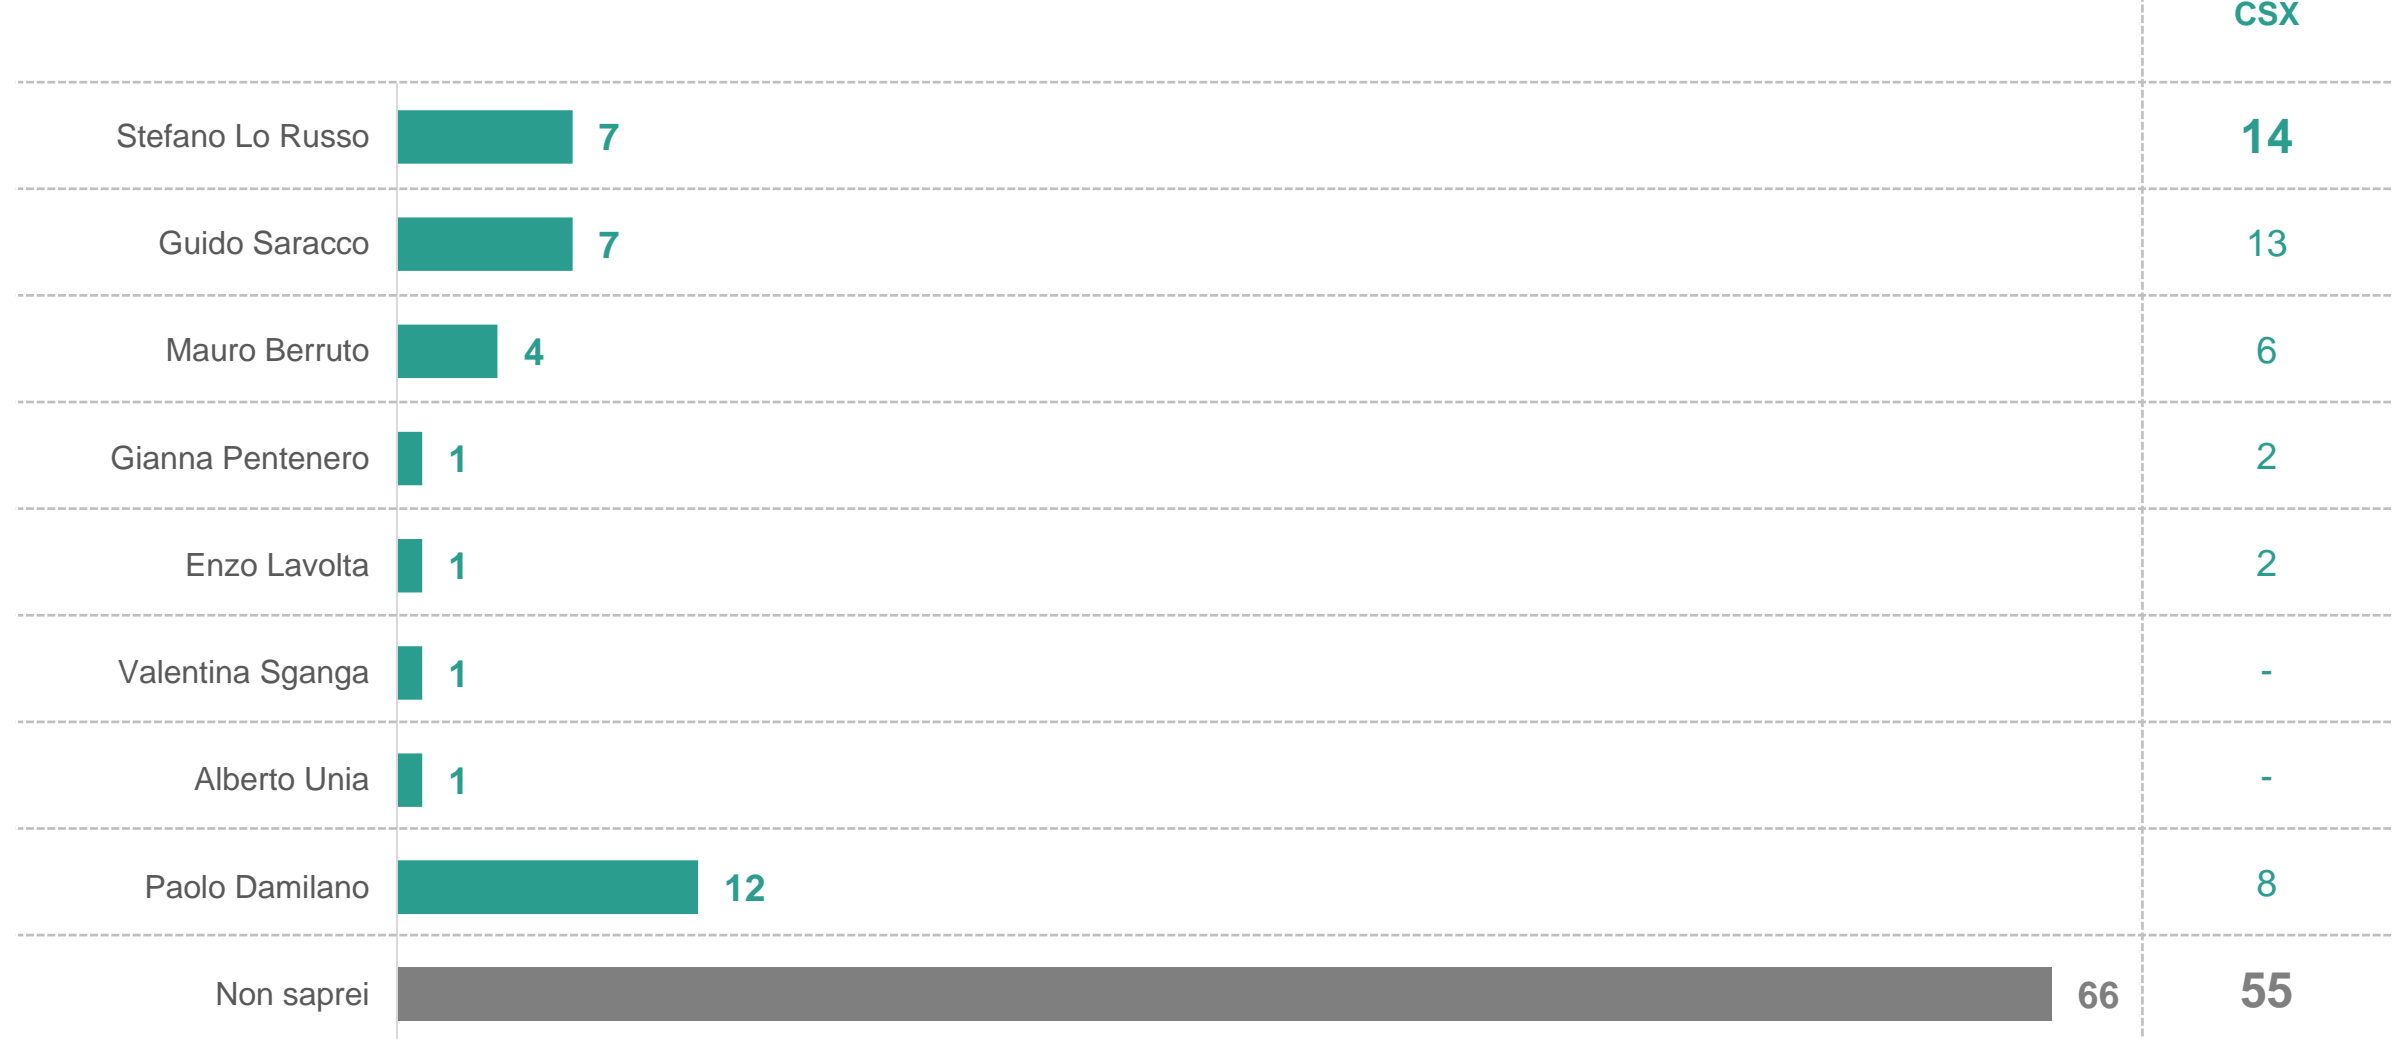 CSX
Stefano Lo Russo 7 14
Guido Saracco 7 13
Mauro Berruto 4 6
Gianna Pentenero 1 2
Enzo Lavolta 1 2
Valentina Sganga 1 -
Alberto Unia 1 -
Paolo Damilano 12 8
Non saprei 66 55